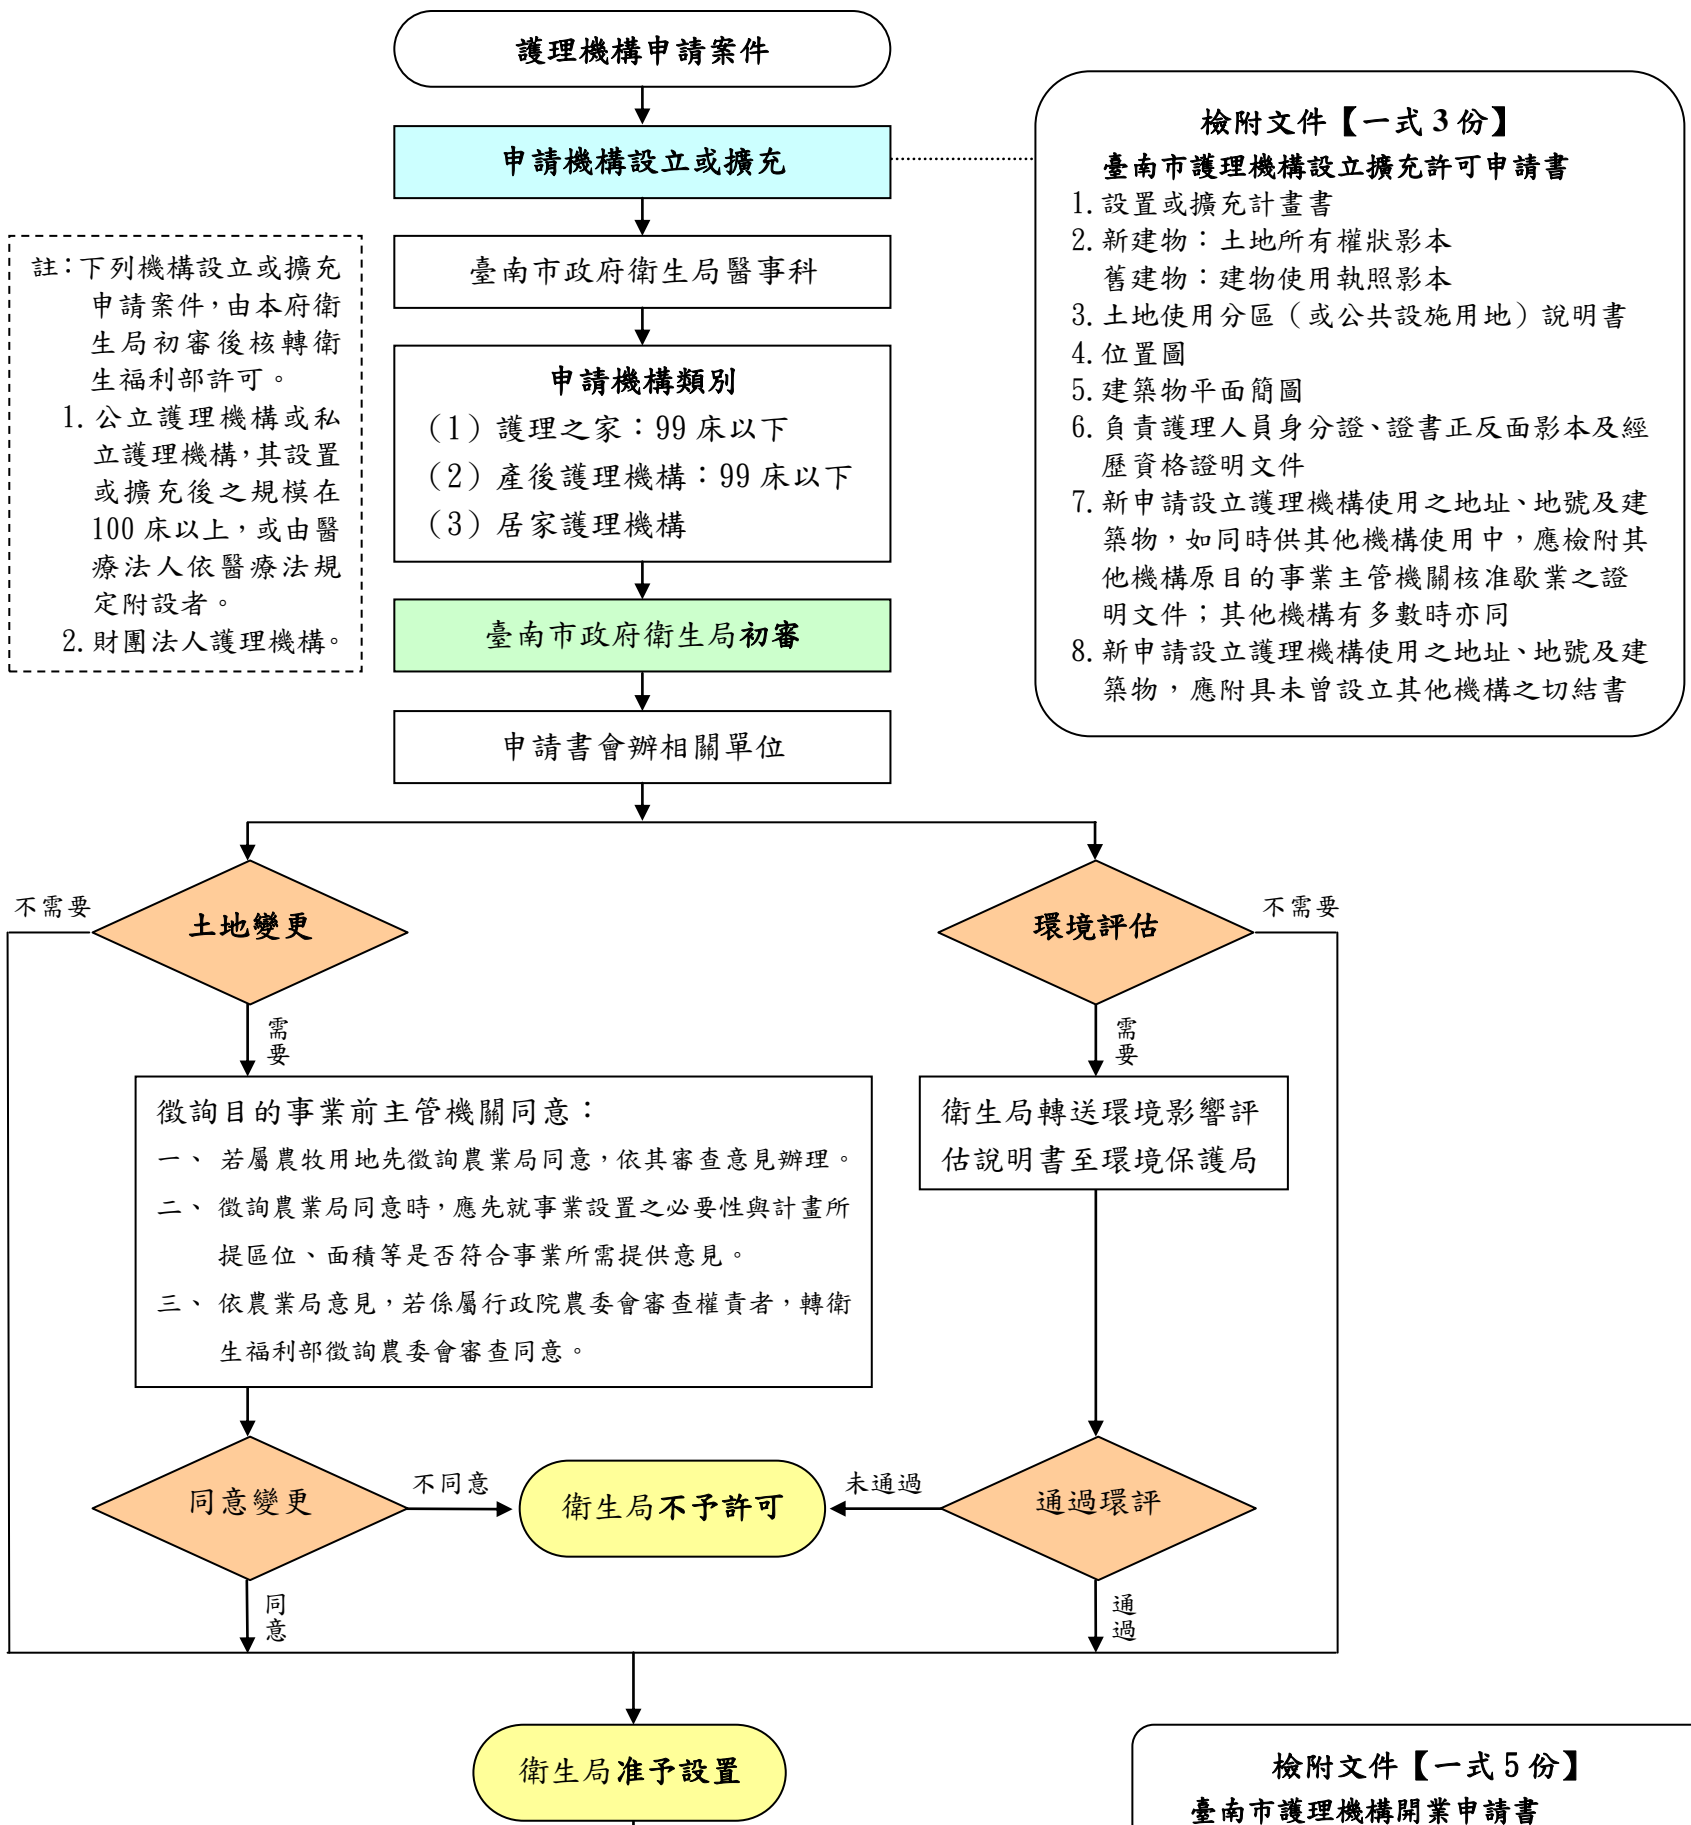 護理機構申請案件
申請機構設立或擴充
臺南市政府衛生局醫事科
申請機構類別
（1）護理之家：99 床以下
（2）產後護理機構：99 床以下
（3）居家護理機構
臺南市政府衛生局初審
申請書會辦相關單位
註：下列機構設立或擴充
申請案件，由本府衛
生局初審後核轉衛
生福利部許可。
1. 公立護理機構或私
立護理機構，其設置
或擴充後之規模在
100 床以上，或由醫
療法人依醫療法規
定附設者。
2. 財團法人護理機構。
檢附文件【一式 3 份】
臺南市護理機構設立擴充許可申請書
1. 設置或擴充計畫書
2. 新建物：土地所有權狀影本
舊建物：建物使用執照影本
3. 土地使用分區（或公共設施用地）說明書
4. 位置圖
5. 建築物平面簡圖
6. 負責護理人員身分證、證書正反面影本及經
歷資格證明文件
7. 新申請設立護理機構使用之地址、地號及建
築物，如同時供其他機構使用中，應檢附其
他機構原目的事業主管機關核准歇業之證
明文件；其他機構有多數時亦同
8. 新申請設立護理機構使用之地址、地號及建
築物，應附具未曾設立其他機構之切結書
不需要
土地變更
環境評估
不需要
需要
需要
徵詢目的事業前主管機關同意：
一、 若屬農牧用地先徵詢農業局同意，依其審查意見辦理。
二、 徵詢農業局同意時，應先就事業設置之必要性與計畫所
提區位、面積等是否符合事業所需提供意見。
三、 依農業局意見，若係屬行政院農委會審查權責者，轉衛
生福利部徵詢農委會審查同意。
衛生局轉送環境影響評
估說明書至環境保護局
同意變更
不同意
衛生局不予許可
未通過
通過環評
同意
通過
衛生局准予設置
檢附文件【一式 5 份】
臺南市護理機構開業申請書